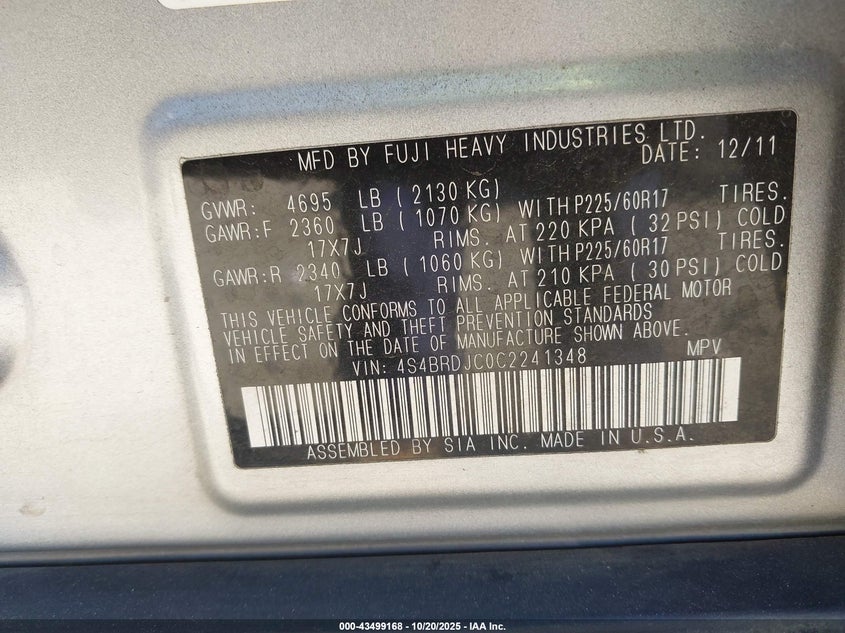 MFD BY FUJI HEAVY INDUSTRIES LTD.
DATE: 12/11
GVWR: 4695 LB ( 2130 KG)
GAWR:F 2360 LB ( 1070 KG) WITH P225/60R17 TIRES.
17X7J RIMS. AT 220 KPA ( 32 PSI) COLD
GAWR:R 2340 LB ( 1060 KG) WITH P225/60R17 TIRES.
17X7J RIMS. AT 210 KPA ( 30 PSI) COLD
THIS VEHICLE CONFORMS TO ALL APPLICABLE FEDERAL MOTOR
VEHICLE SAFETY AND THEFT PREVENTION STANDARDS
IN EFFECT ON THE DATE OF MANUFACTURE SHOWN ABOVE.
VIN: 4S4BRDJC0C2241348 MPV
ASSEMBLED BY SIA INC. MADE IN U.S.A.
000-43499168 - 10/20/2025 - IAA Inc.